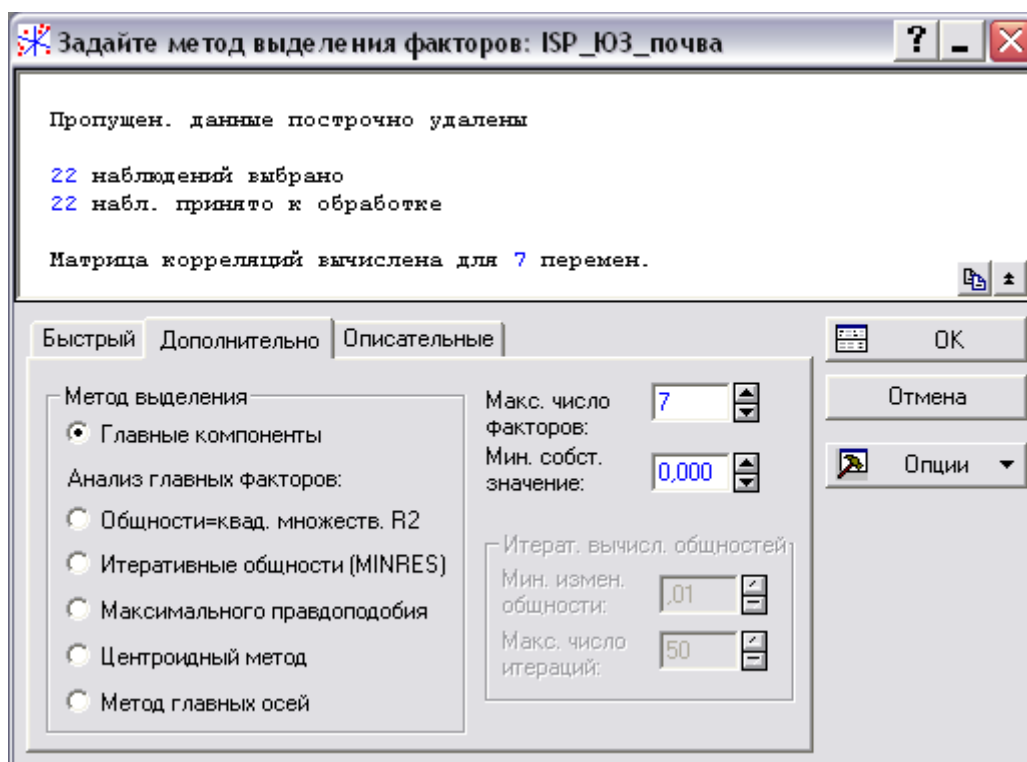 Задайте метод выделения факторов: ISP_ЮЗ_почва
Пропущен. данные построчно удалены
22 наблюдений выбрано
22 набл. принято к обработке
Матрица корреляций вычислена для 7 перемен.
Быстрый Дополнительно Описательные
Метод выделения
Главные компоненты
Анализ главных факторов:
Общности=квад. множеств. R2
Итеративные общности (MINRES)
Максимального правдоподобия
Центроидный метод
Метод главных осей
Макс. число
факторов:
7
Мин. собст.
значение:
0,000
Итерат. вычисл. общностей
Мин. измен.
общности:
,01
Макс. число
итераций:
50
OK
Отмена
Опции